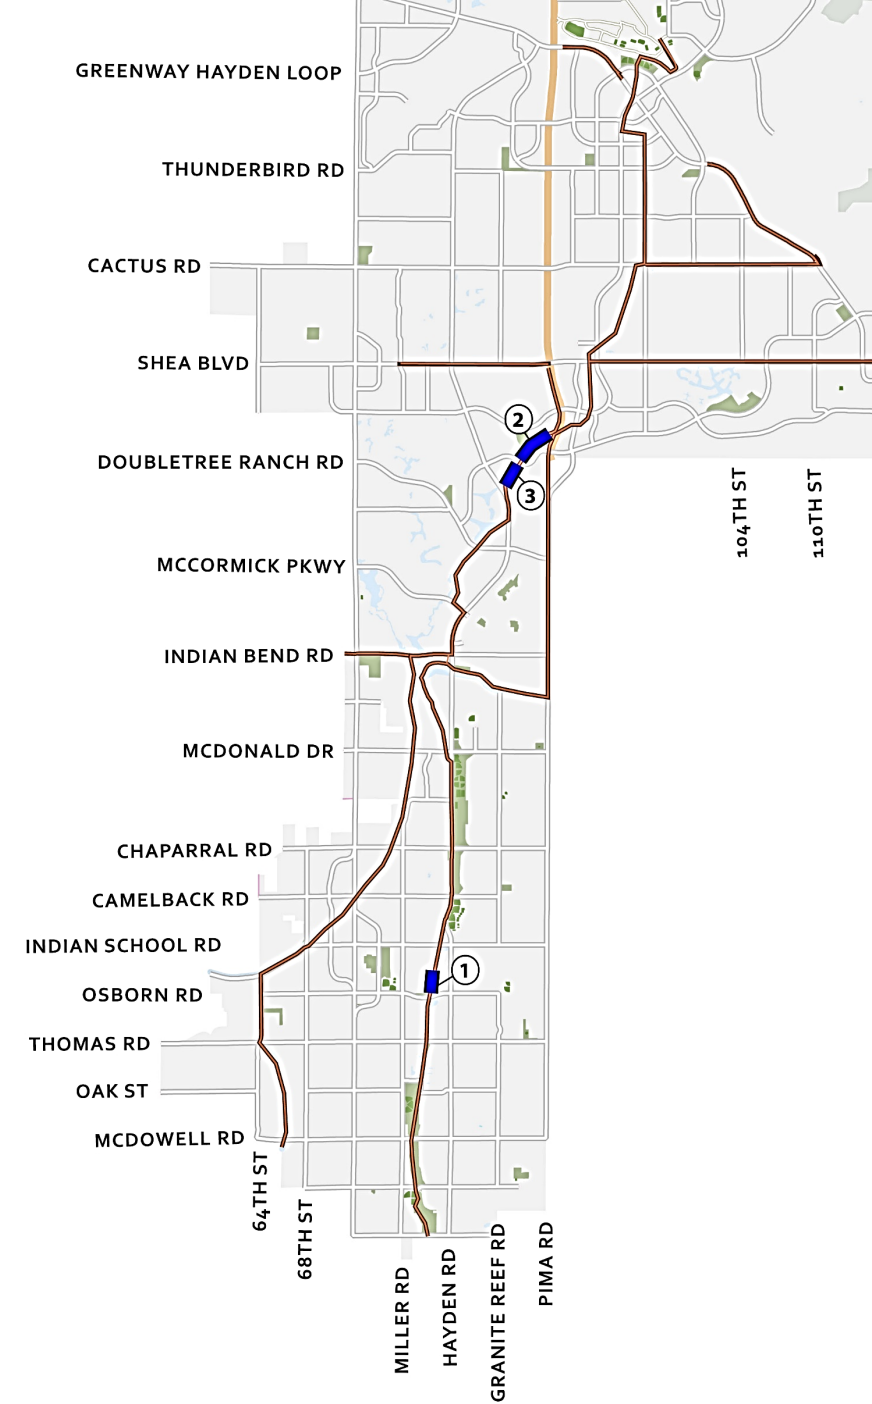 GREENWAY HAYDEN LOOP
THUNDERBIRD RD
CACTUS RD
SHEA BLVD
2
DOUBLETREE RANCH RD
3
104TH ST
110TH ST
MCCORMICK PKWY
INDIAN BEND RD
MCDONALD DR
CHAPARRAL RD
CAMELBACK RD
INDIAN SCHOOL RD
1
OSBORN RD
THOMAS RD
OAK ST
MCDOWELL RD
64TH ST
68TH ST
MILLER RD
HAYDEN RD
GRANITE REEF RD
PIMA RD